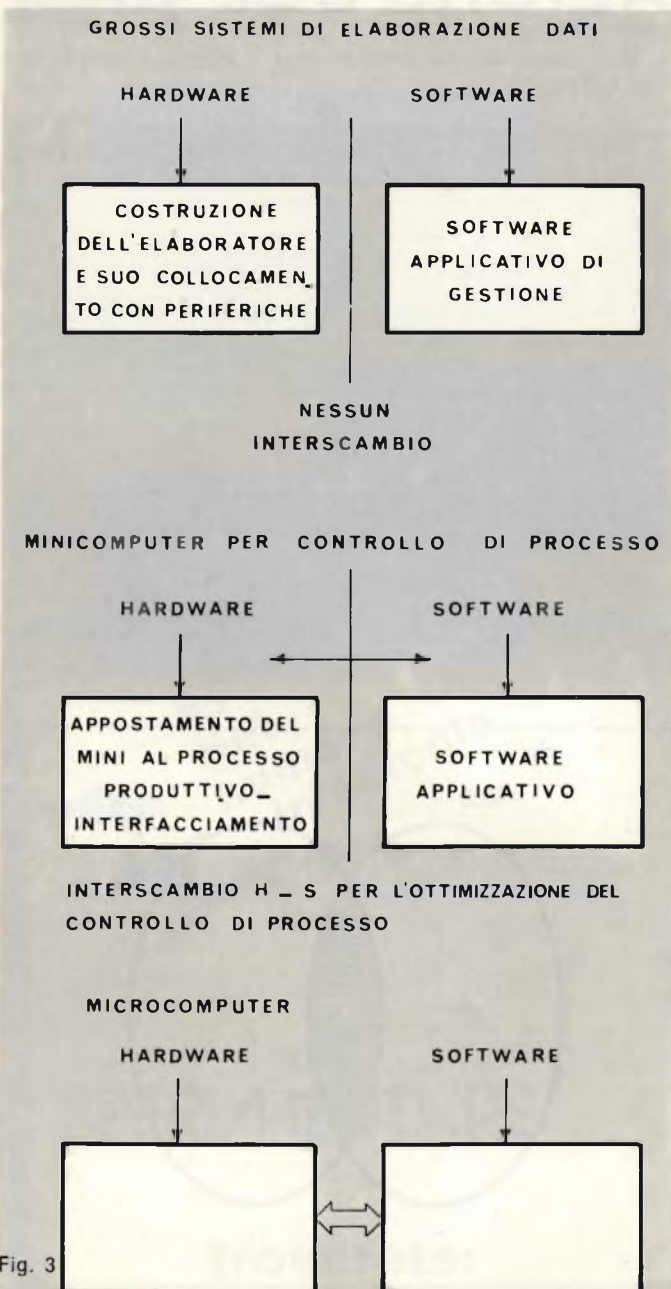 GROSSI SISTEMI DI ELABORAZIONE DATI
HARDWARE SOFTWARE
COSTRUZIONE
DELL'ELABORATORE
E SUO COLLOCAMEN_
TO CON PERIFERICHE
SOFTWARE
APPLICATIVO DI
GESTIONE
NESSUN
INTERSCAMBIO
MINICOMPUTER PER CONTROLLO DI PROCESSO
HARDWARE SOFTWARE
APPOSTAMENTO DEL
MINI AL PROCESSO
PRODUTTIVO_
INTERFACCIAMENTO
SOFTWARE
APPLICATIVO
INTERSCAMBIO H_S PER L'OTTIMIZZAZIONE DEL
CONTROLLO DI PROCESSO
MICROCOMPUTER
HARDWARE SOFTWARE
Fig. 3